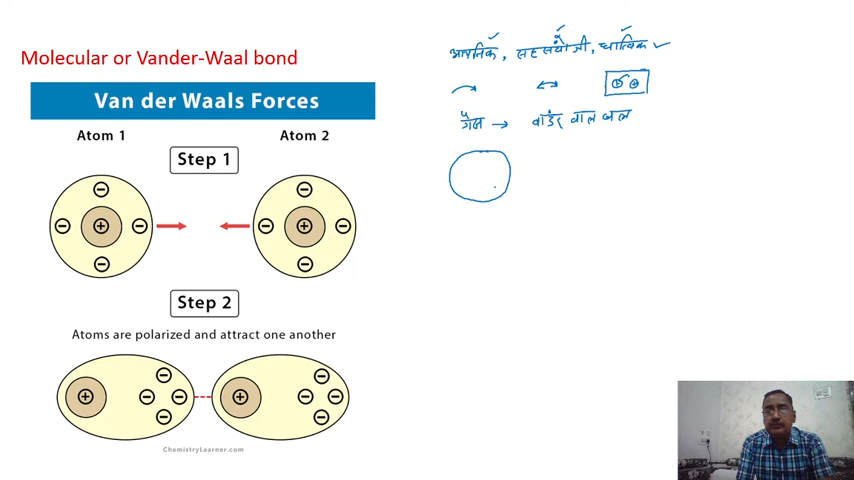 Molecular or Vander-Waal bond
Van der Waals Forces
Atom 1
Atom 2
Step 1
Step 2
Atoms are polarized and attract one another
ChemistryLearner.com
आयनिक, सहसंयोजी, धात्विक
गैस → वांडर वाल बल